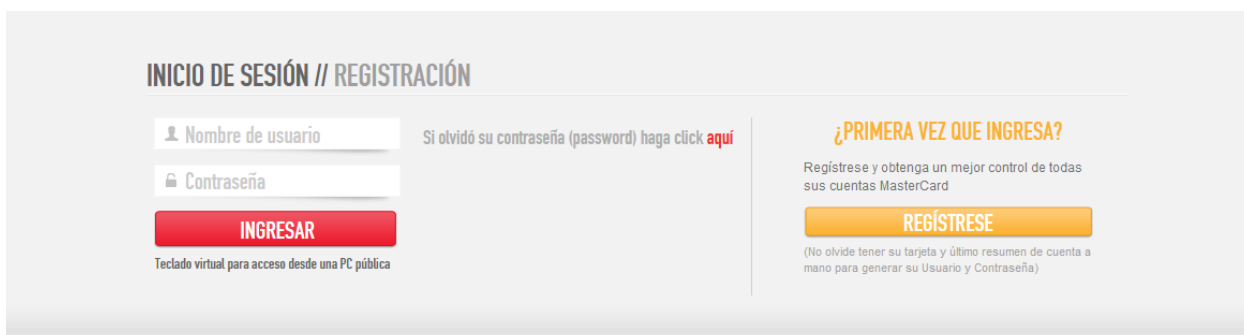 INICIO DE SESIÓN // REGISTRACIÓN
Nombre de usuario
Contraseña
INGRESAR
Teclado virtual para acceso desde una PC pública
Si olvidó su contraseña (password) haga click aquí
¿PRIMERA VEZ QUE INGRESA?
Regístrese y obtenga un mejor control de todas
sus cuentas MasterCard
REGÍSTRESE
(No olvide tener su tarjeta y último resumen de cuenta a
mano para generar su Usuario y Contraseña)